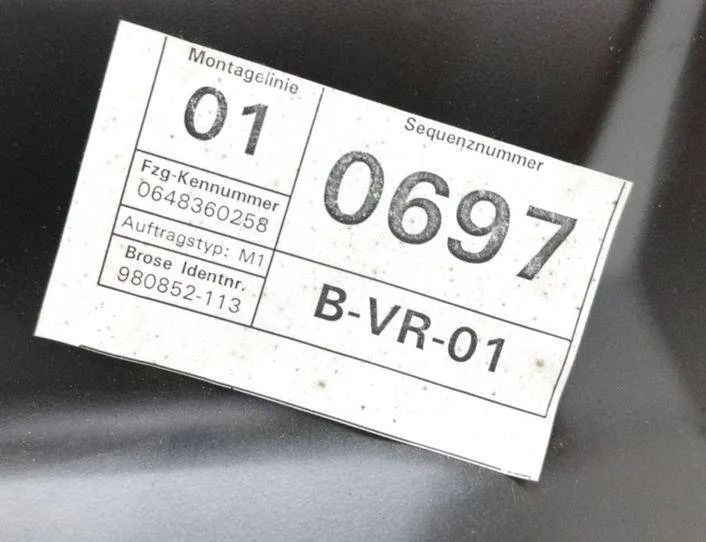 Montagelinie
01
Fzg-Kennummer
0648360258
Auftragstyp: M1
Brose Identnr.
980852-113
Sequenznummer
0697
B-VR-01